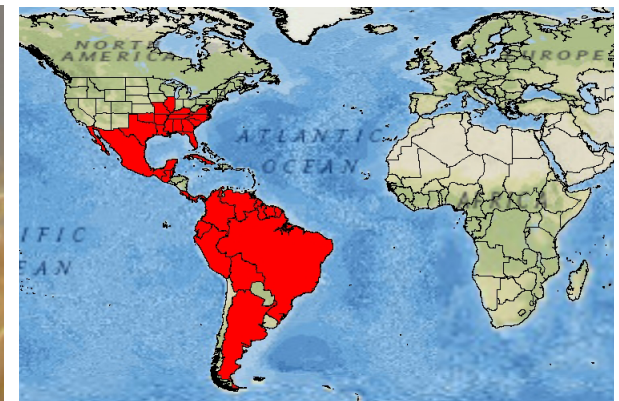 NORTH
AMERICA
EUROPE
ATLANTIC
OCEAN
AFRICA
IFIC
EAN